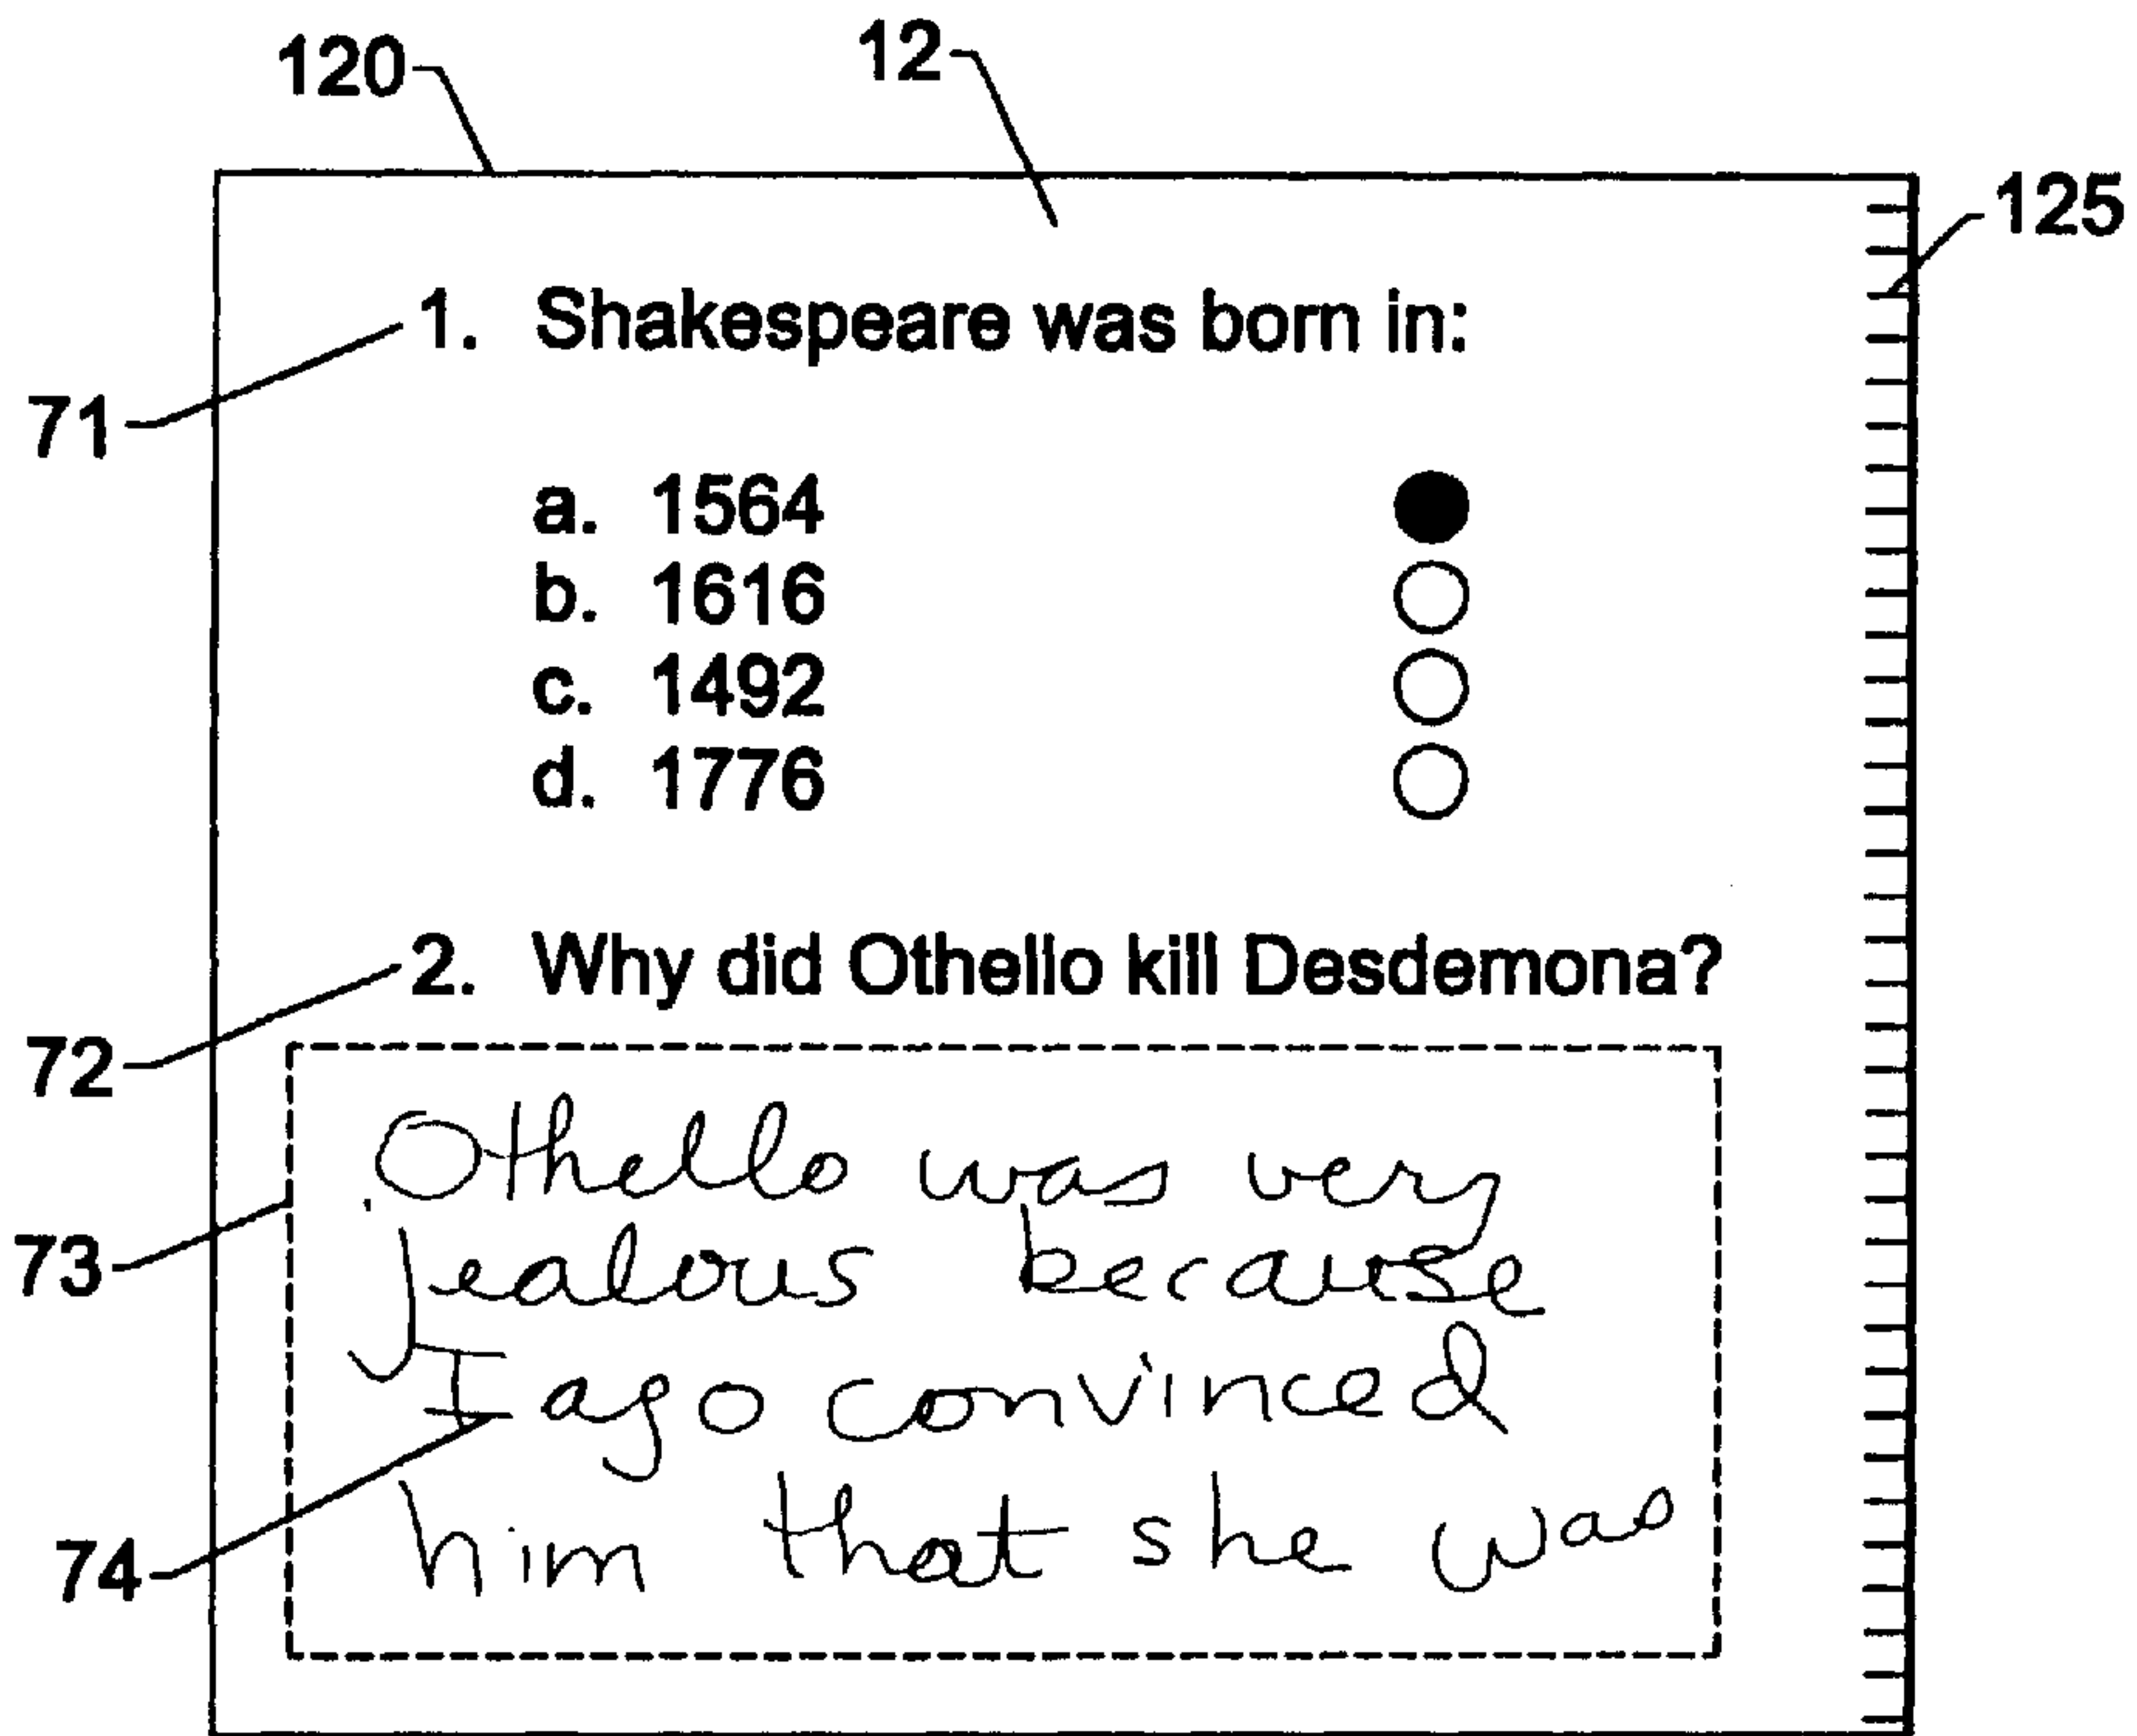 120
12
125
1. Shakespeare was born in:
71
a. 1564
b. 1616
c. 1492
d. 1776
2. Why did Othello kill Desdemona?
72
Othello was very
73
jealous because
Iago convinced
74
him that she was